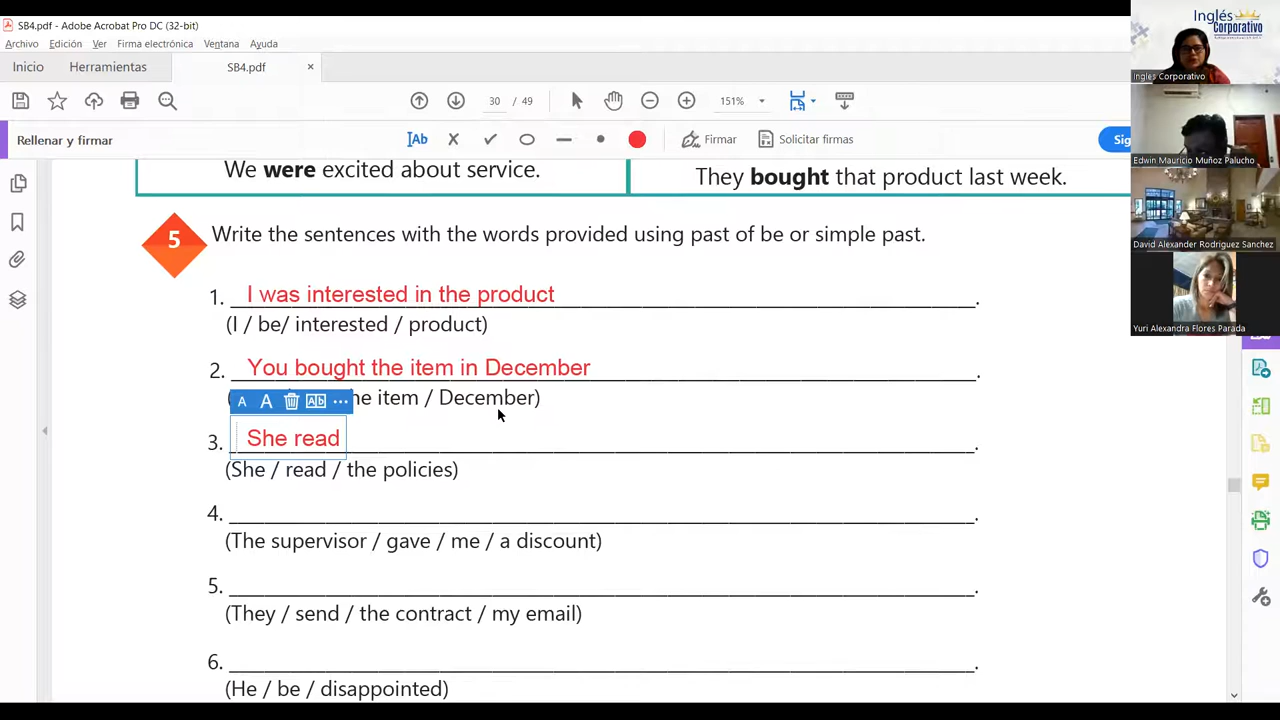 SB4.pdf - Adobe Acrobat Pro DC (32-bit)
Archivo Edición Ver Firma electrónica Ventana Ayuda
Inicio Herramientas SB4.pdf ×
30 / 49 151%
Rellenar y firmar IAb Firmar Solicitar firmas Sig
We were excited about service. They bought that product last week.
5 Write the sentences with the words provided using past of be or simple past.
1. I was interested in the product .
(I / be/ interested / product)
2. You bought the item in December .
( he item / December)
A A Ab ...
3. She read .
(She / read / the policies)
4. .
(The supervisor / gave / me / a discount)
5. .
(They / send / the contract / my email)
6. .
(He / be / disappointed)
Inglés
Corporativo
Ingles Corporativo
Edwin Mauricio Muñoz Palucho
David Alexander Rodriguez Sanchez
Yuri Alexandra Flores Parada